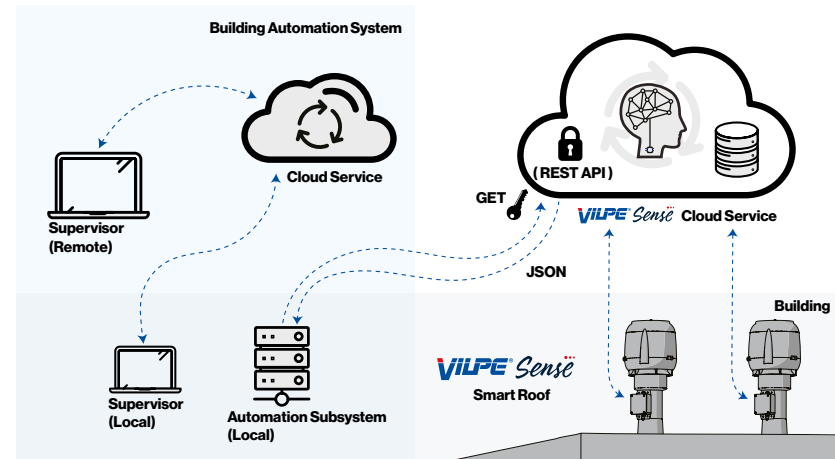 Building Automation System
Cloud Service
Supervisor
(Remote)
(REST API)
GET
VILPE® Sense Cloud Service
JSON
Building
VILPE® Sense
Smart Roof
Supervisor
(Local)
Automation Subsystem
(Local)